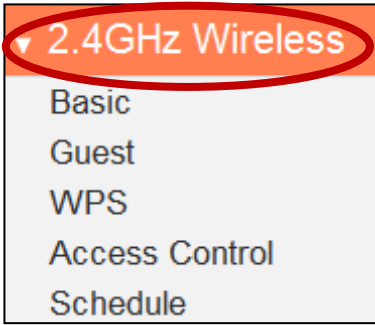 ▼ 2.4GHz Wireless
Basic
Guest
WPS
Access Control
Schedule